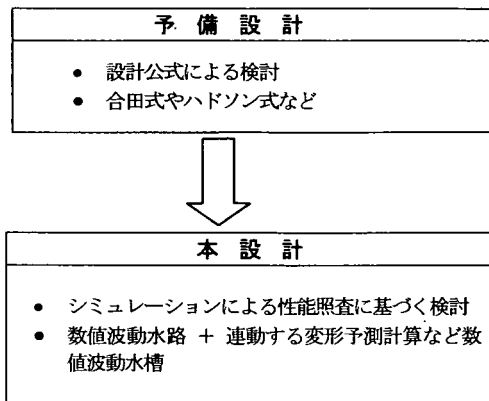 予 備 設 計
● 設計公式による検討
● 合田式やハドソン式など
本 設 計
● シミュレーションによる性能照査に基づく検討
● 数値波動水路 + 連動する変形予測計算など数
値波動水槽